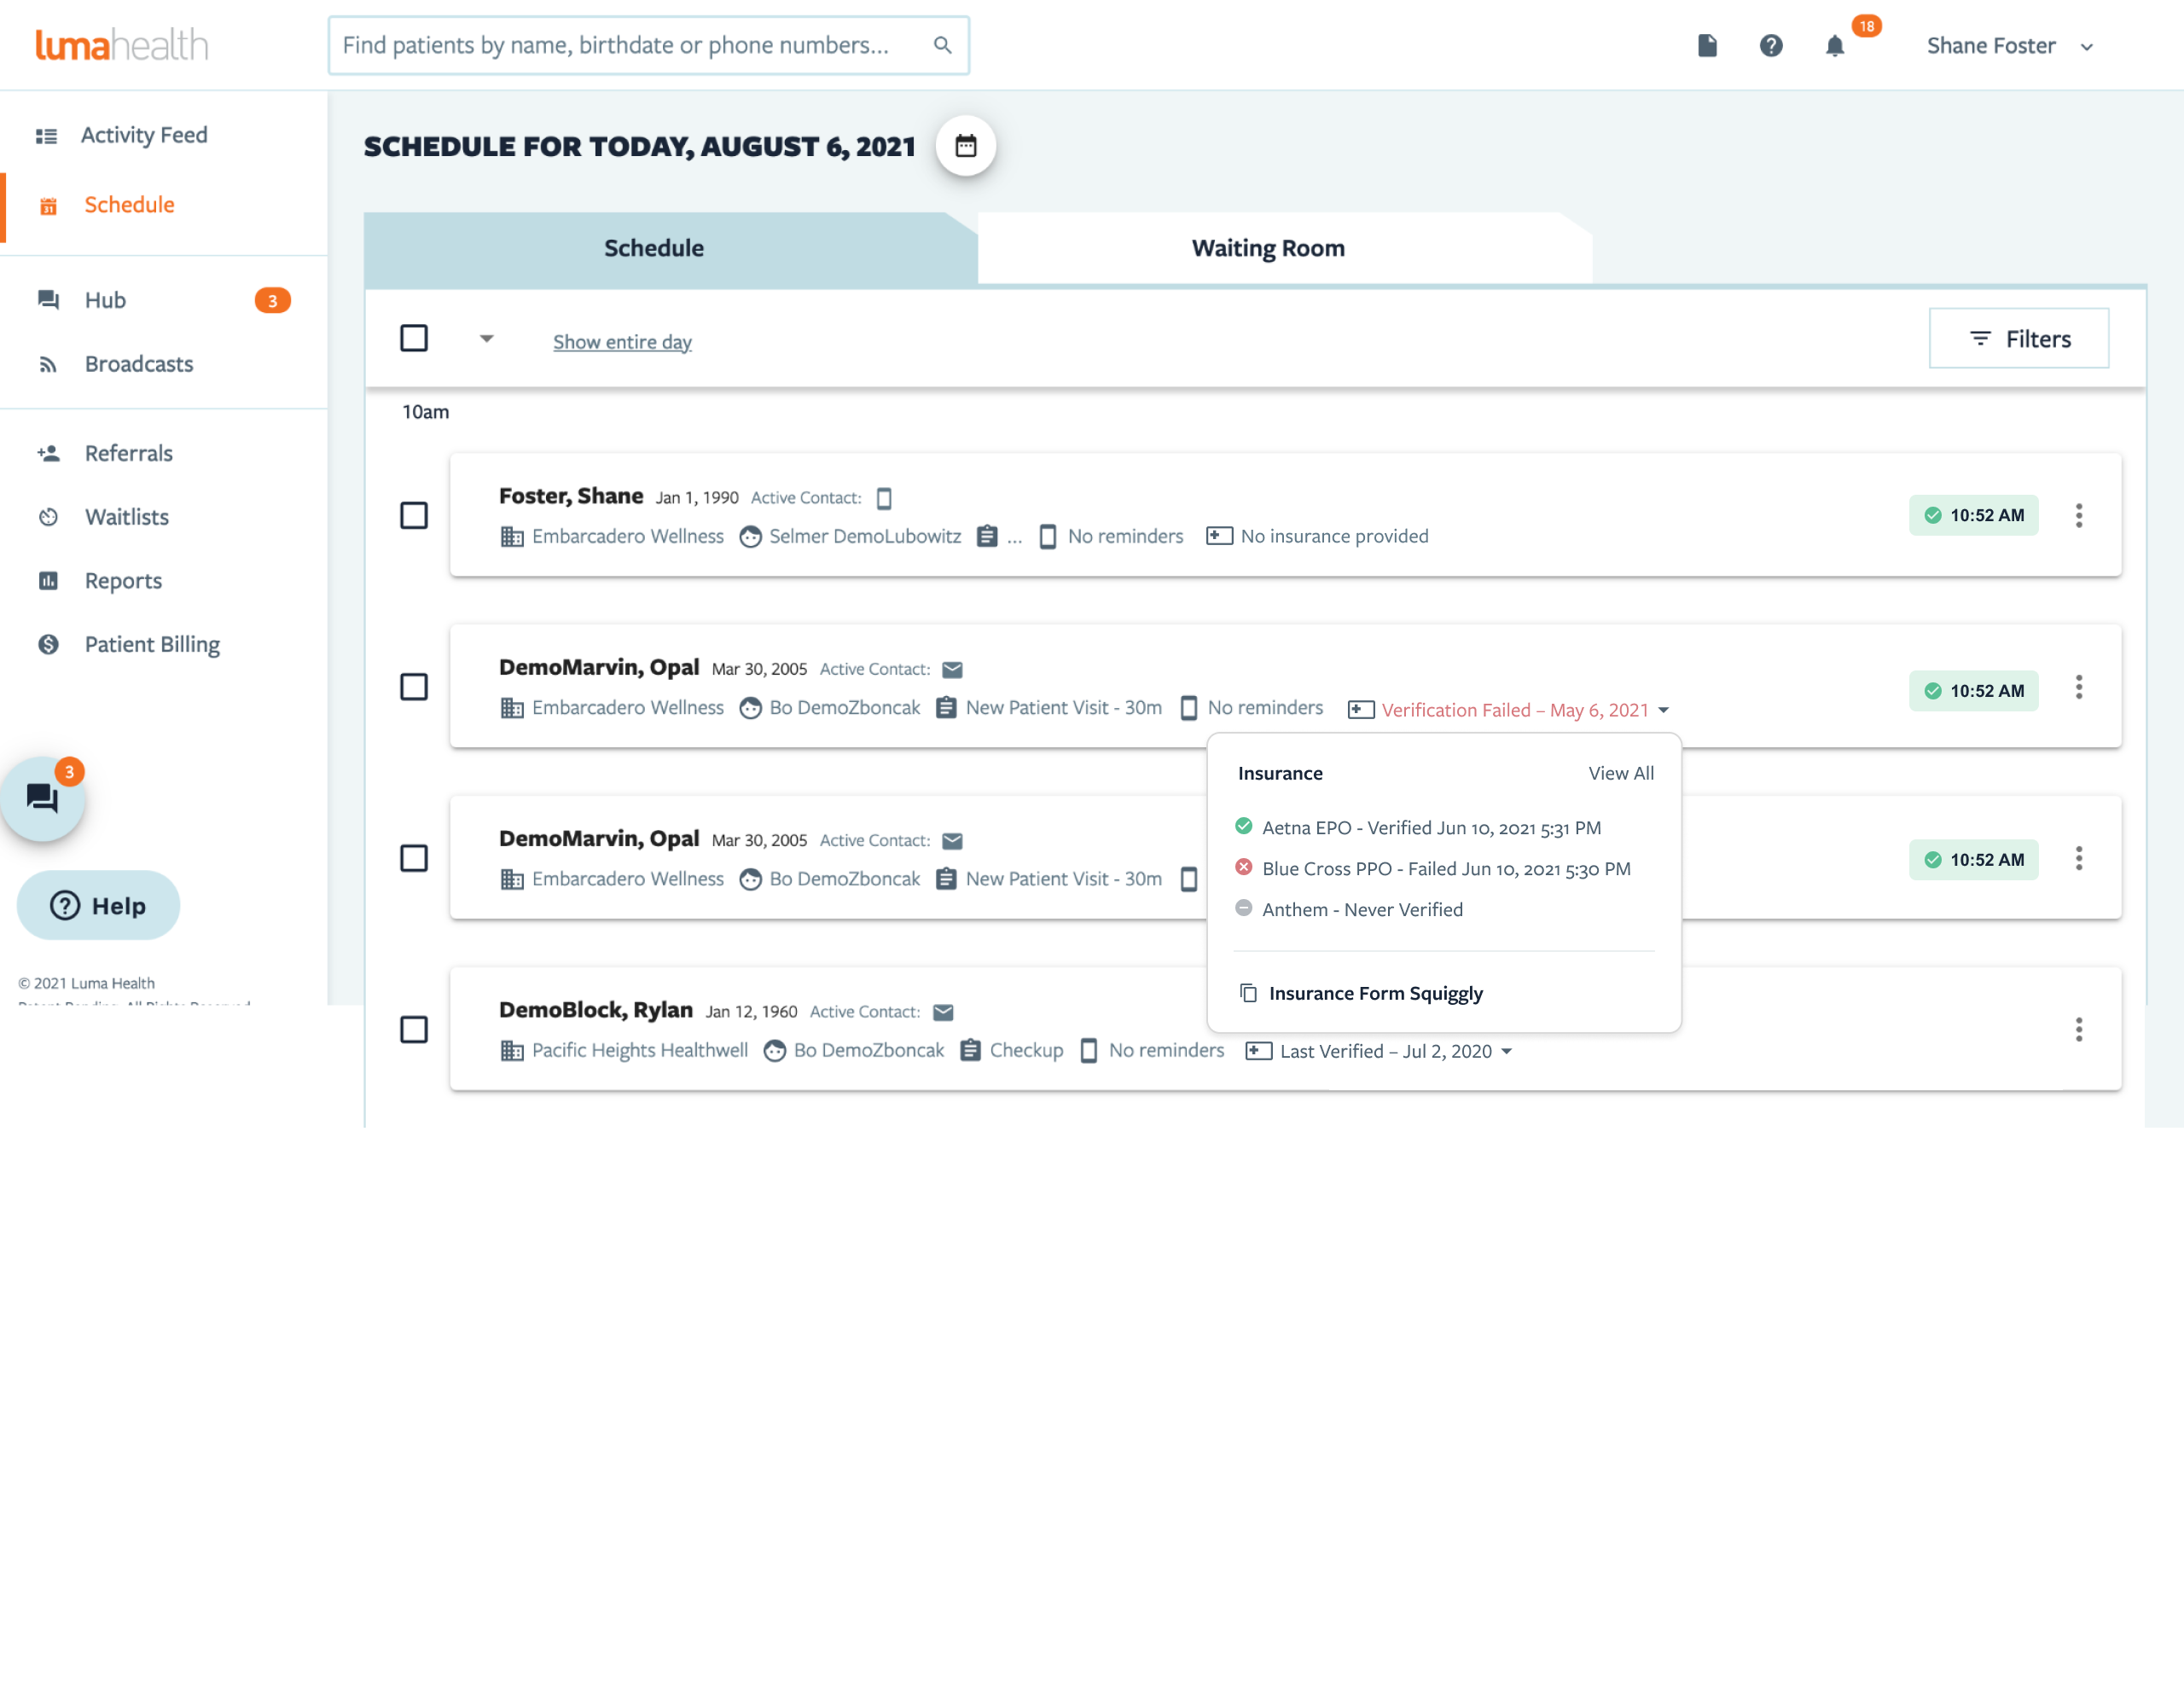 lumahealth
Find patients by name, birthdate or phone numbers...
18
Shane Foster
Activity Feed
Schedule
Hub
3
Broadcasts
Referrals
Waitlists
Reports
Patient Billing
3
Help
© 2021 Luma Health
SCHEDULE FOR TODAY, AUGUST 6, 2021
Schedule
Waiting Room
Show entire day
Filters
10am
Foster, Shane Jan 1, 1990 Active Contact:
Embarcadero Wellness Selmer DemoLubowitz ... No reminders No insurance provided
10:52 AM
DemoMarvin, Opal Mar 30, 2005 Active Contact:
Embarcadero Wellness Bo DemoZboncak New Patient Visit - 30m No reminders Verification Failed – May 6, 2021
10:52 AM
Insurance View All
Aetna EPO - Verified Jun 10, 2021 5:31 PM
Blue Cross PPO - Failed Jun 10, 2021 5:30 PM
Anthem - Never Verified
Insurance Form Squiggly
DemoMarvin, Opal Mar 30, 2005 Active Contact:
Embarcadero Wellness Bo DemoZboncak New Patient Visit - 30m
10:52 AM
DemoBlock, Rylan Jan 12, 1960 Active Contact:
Pacific Heights Healthwell Bo DemoZboncak Checkup No reminders Last Verified – Jul 2, 2020